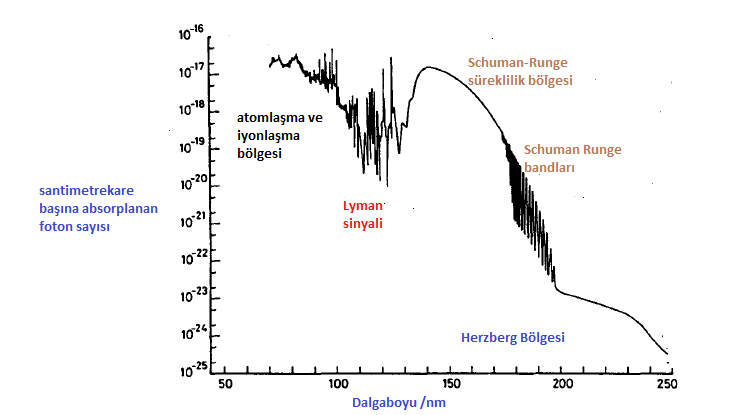 10⁻¹⁶
10⁻¹⁷
10⁻¹⁸
10⁻¹⁹
10⁻²⁰
10⁻²¹
10⁻²²
10⁻²³
10⁻²⁴
10⁻²⁵
santimetrekare
başına absorplanan
foton sayısı
atomlaşma ve
iyonlaşma
bölgesi
Lyman
sinyali
Schuman-Runge
süreklilik bölgesi
Schuman Runge
bandları
Herzberg Bölgesi
50 100 150 200 250
Dalgaboyu /nm